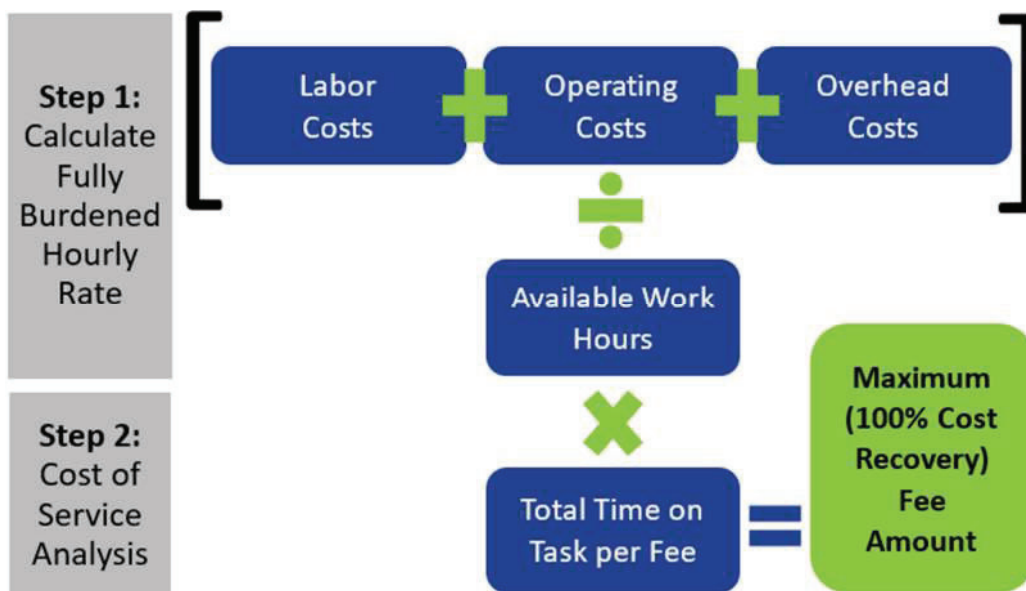 Step 1:
Calculate
Fully
Burdened
Hourly
Rate
Labor
Costs
Operating
Costs
Overhead
Costs
Available Work
Hours
Step 2:
Cost of
Service
Analysis
Total Time on
Task per Fee
Maximum
(100% Cost
Recovery)
Fee
Amount